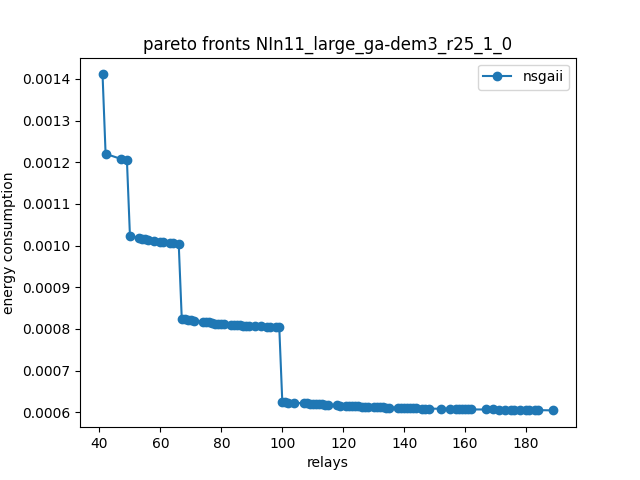 pareto fronts NIn11_large_ga-dem3_r25_1_0
nsgaii
0.0014
0.0013
0.0012
0.0011
0.0010
0.0009
0.0008
0.0007
0.0006
energy consumption
40 60 80 100 120 140 160 180
relays